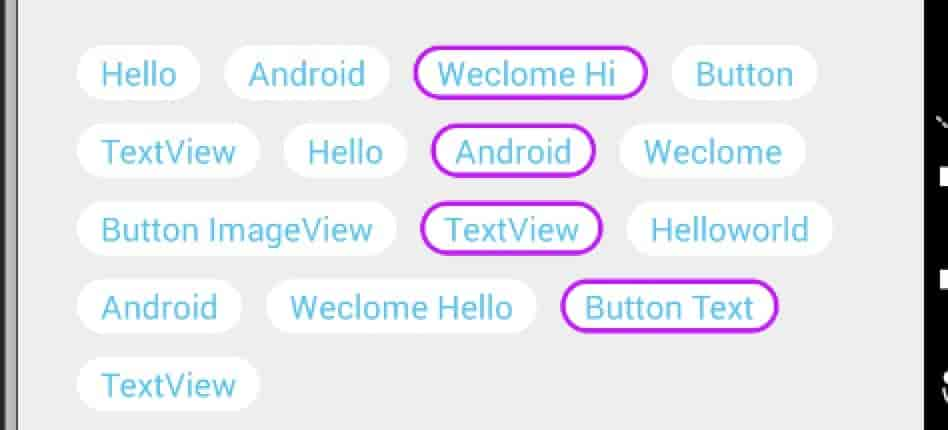 Hello Android Weclome Hi Button
TextView Hello Android Weclome
Button ImageView TextView Helloworld
Android Weclome Hello Button Text
TextView